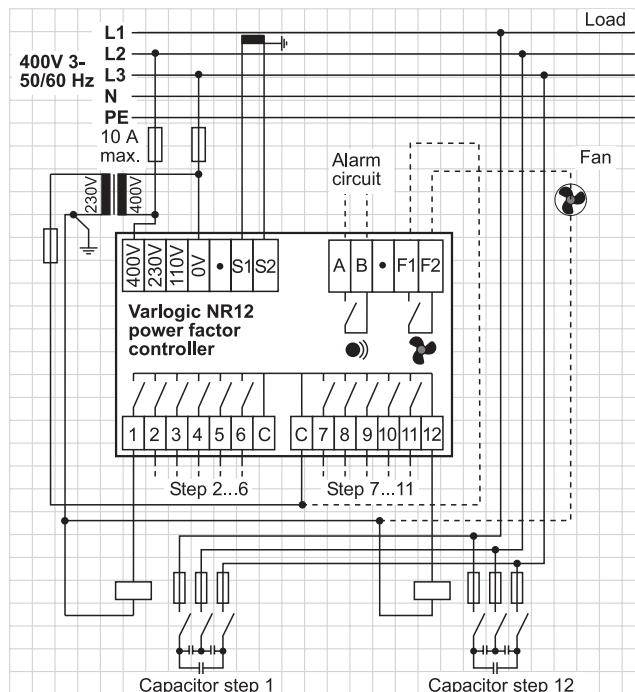 Load
L1
L2
400V 3-
50/60 Hz
L3
N
PE
10 A
max.
230V
400V
Alarm
circuit
Fan
400V
230V
110V
0V
•
S1
S2
A
B
•
F1
F2
Varlogic NR12
power factor
controller
1
2
3
4
5
6
C
C
7
8
9
10
11
12
Step 2...6
Step 7...11
Capacitor step 1
Capacitor step 12